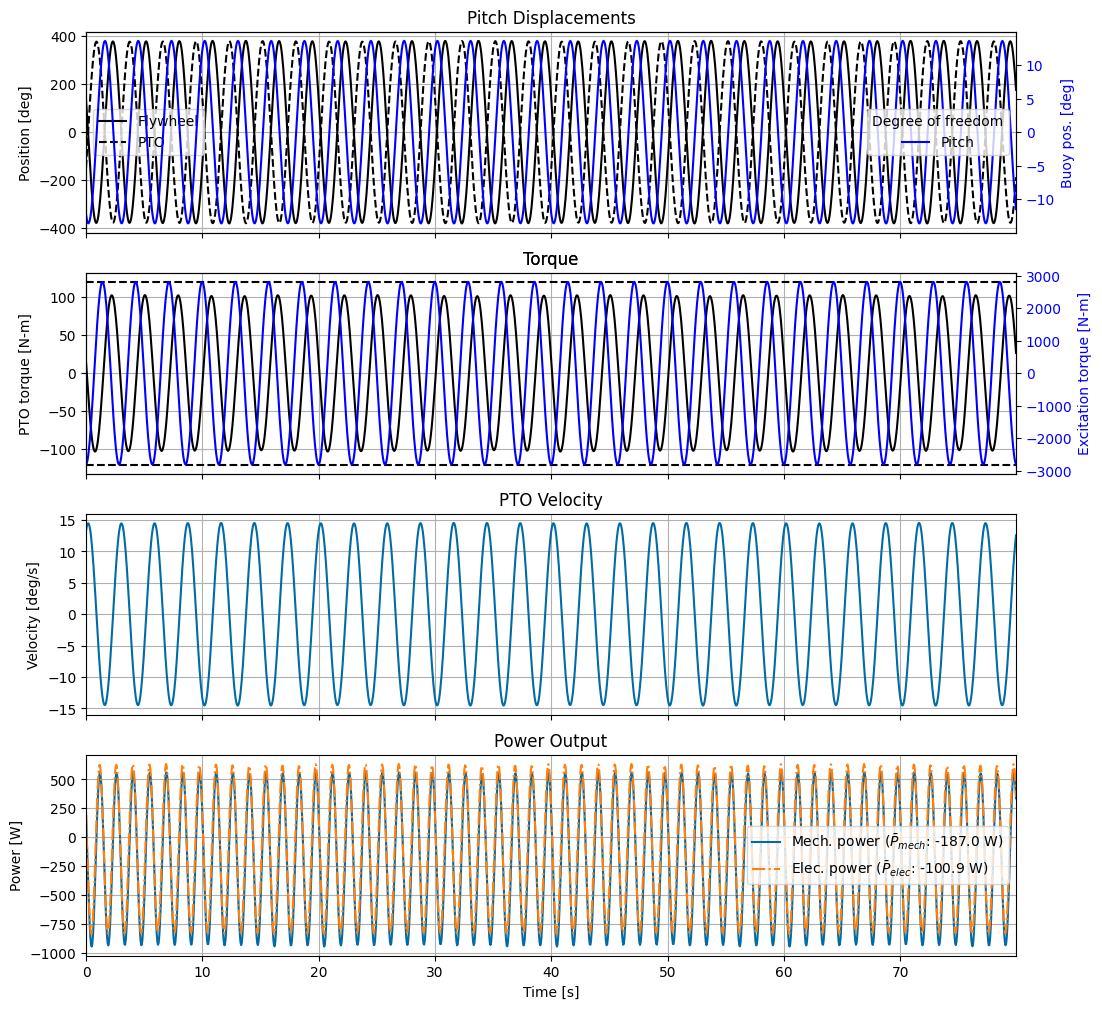 Pitch Displacements
400
200
0
−200
−400
Position [deg]
Flywheel
PTO
Degree of freedom
Pitch
10
5
0
−5
−10
Buoy pos. [deg]
Torque
100
50
0
−50
−100
PTO torque [N-m]
3000
2000
1000
0
−1000
−2000
−3000
Excitation torque [N-m]
PTO Velocity
15
10
5
0
−5
−10
−15
Velocity [deg/s]
Power Output
500
250
0
−250
−500
−750
−1000
Power [W]
Mech. power (P̄mech: -187.0 W)
Elec. power (P̄elec: -100.9 W)
0 10 20 30 40 50 60 70
Time [s]